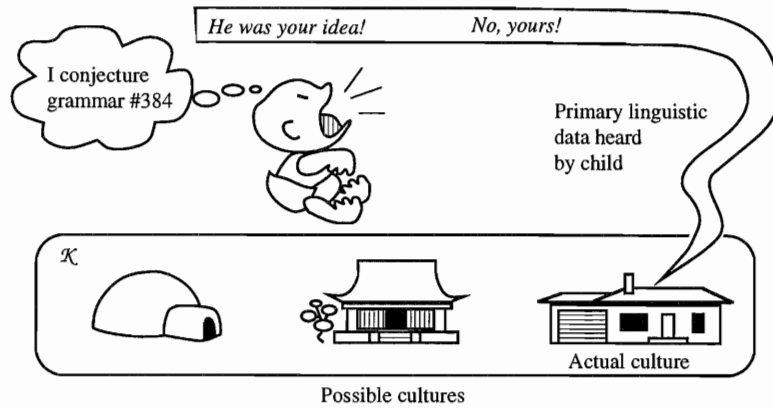 He was your idea! No, yours!
I conjecture
grammar #384
Primary linguistic
data heard
by child
𝒦
Actual culture
Possible cultures